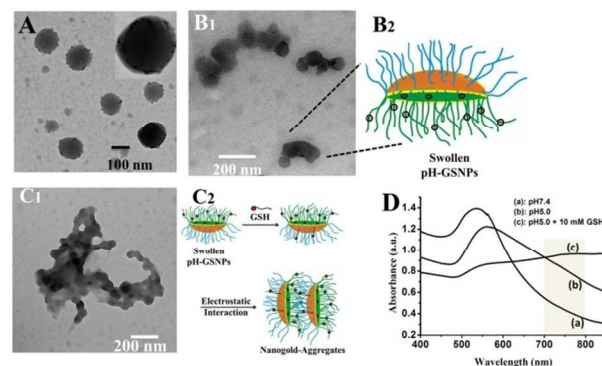 A
100 nm
B1
200 nm
B2
Swollen
pH-GSNPs
C1
200 nm
C2
GSH
Swollen
pH-GSNPs
Electrostatic
Interaction
Nanogold-Aggregates
D
(a): pH7.4
(b): pH5.0
(c): pH5.0 + 10 mM GSH
Absorbance (a.u.)
1.4
1.2
1.0
0.8
0.6
0.4
0.2
(c)
(b)
(a)
400 500 600 700 800
Wavelength (nm)